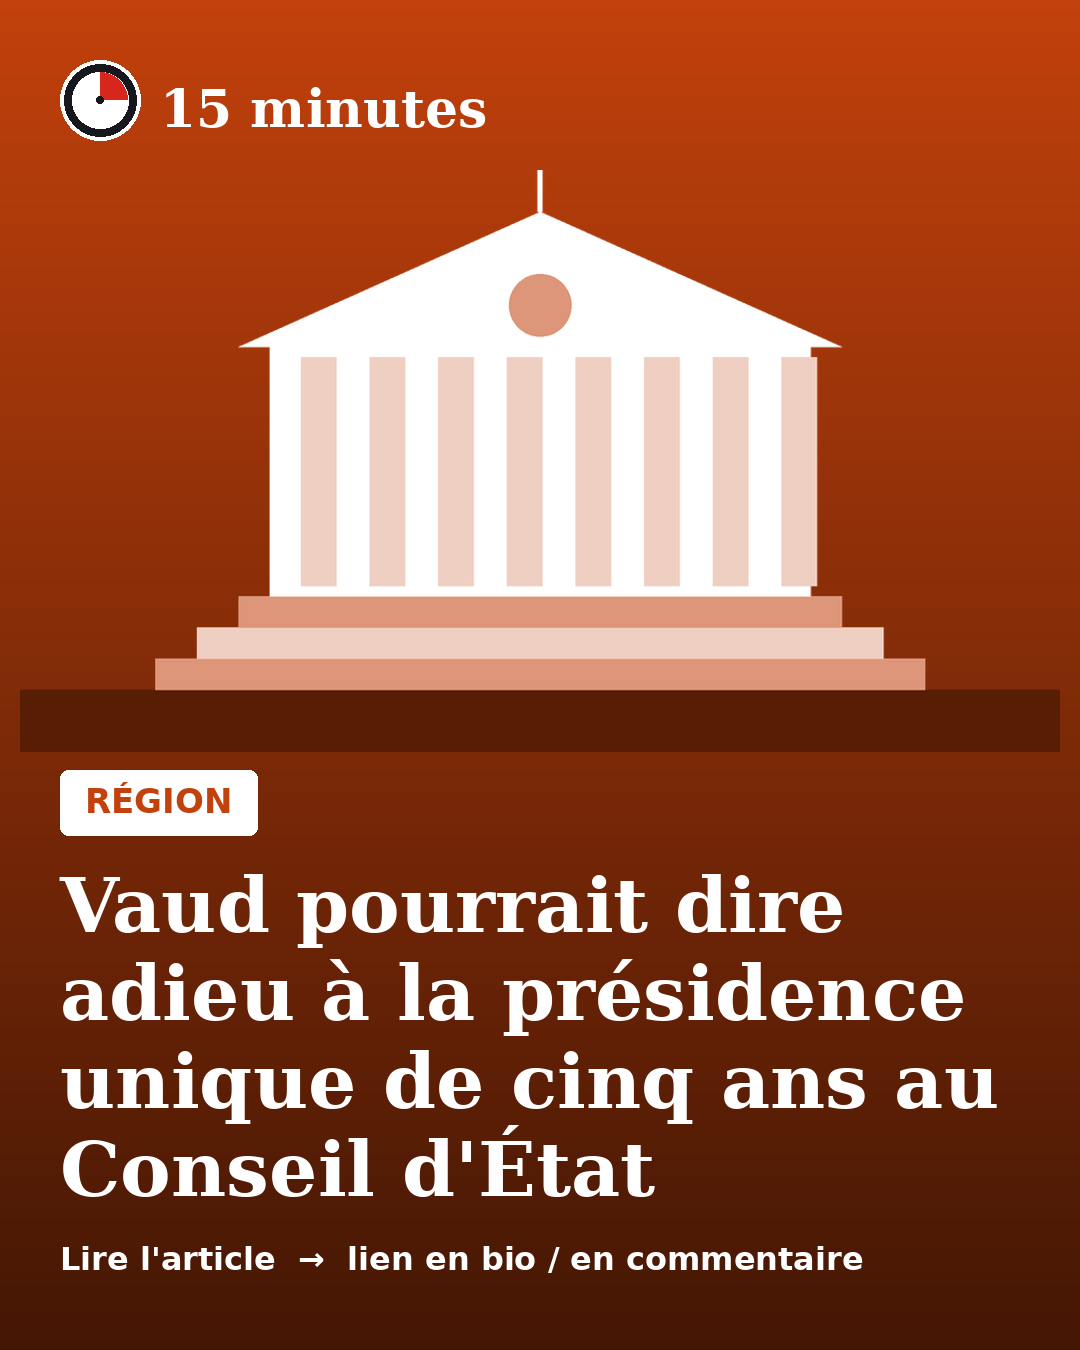 15 minutes
RÉGION
Vaud pourrait dire
adieu à la présidence
unique de cinq ans au
Conseil d'État
Lire l'article → lien en bio / en commentaire